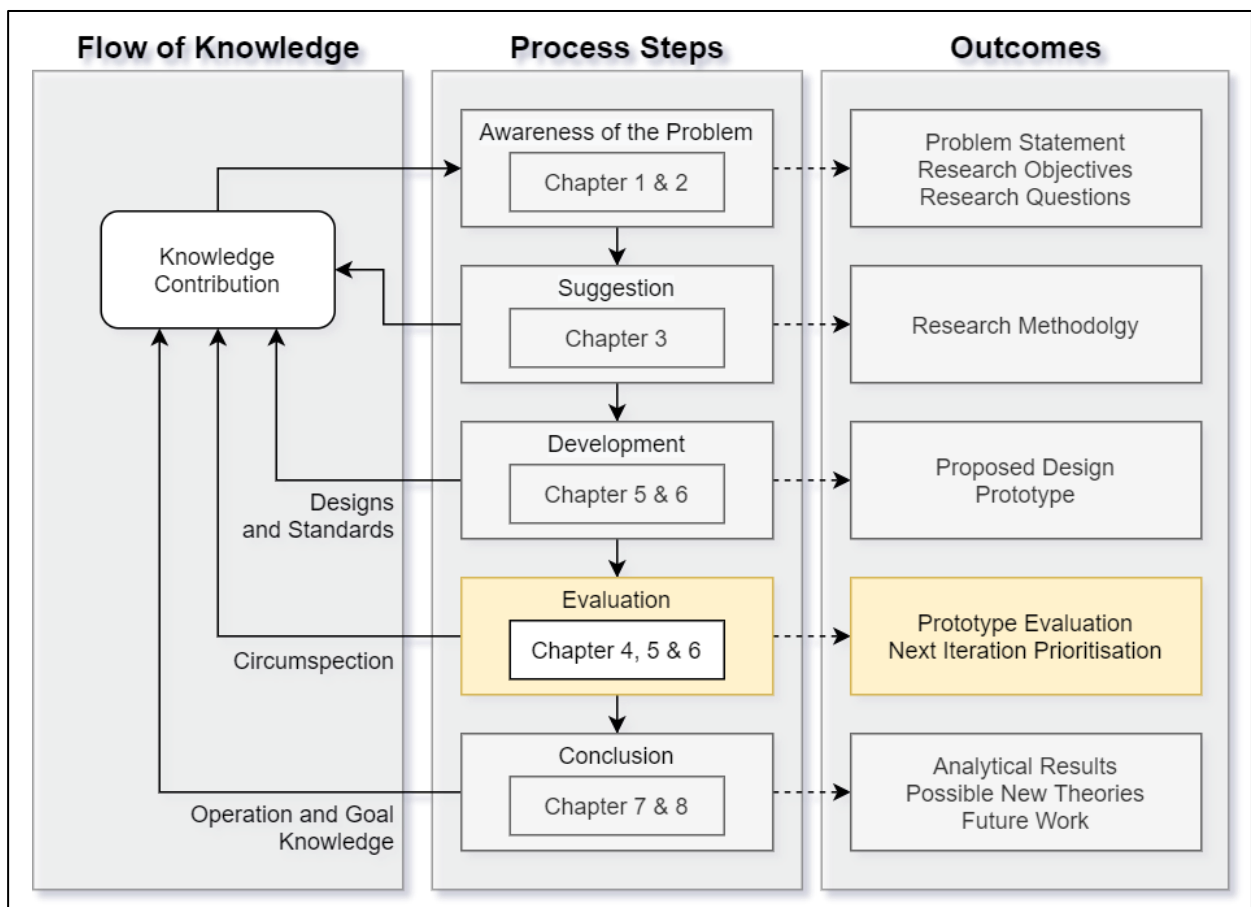 Flow of Knowledge
Process Steps
Outcomes
Knowledge
Contribution
Designs
and Standards
Circumspection
Operation and Goal
Knowledge
Awareness of the Problem
Chapter 1 & 2
Suggestion
Chapter 3
Development
Chapter 5 & 6
Evaluation
Chapter 4, 5 & 6
Conclusion
Chapter 7 & 8
Problem Statement
Research Objectives
Research Questions
Research Methodolgy
Proposed Design
Prototype
Prototype Evaluation
Next Iteration Prioritisation
Analytical Results
Possible New Theories
Future Work